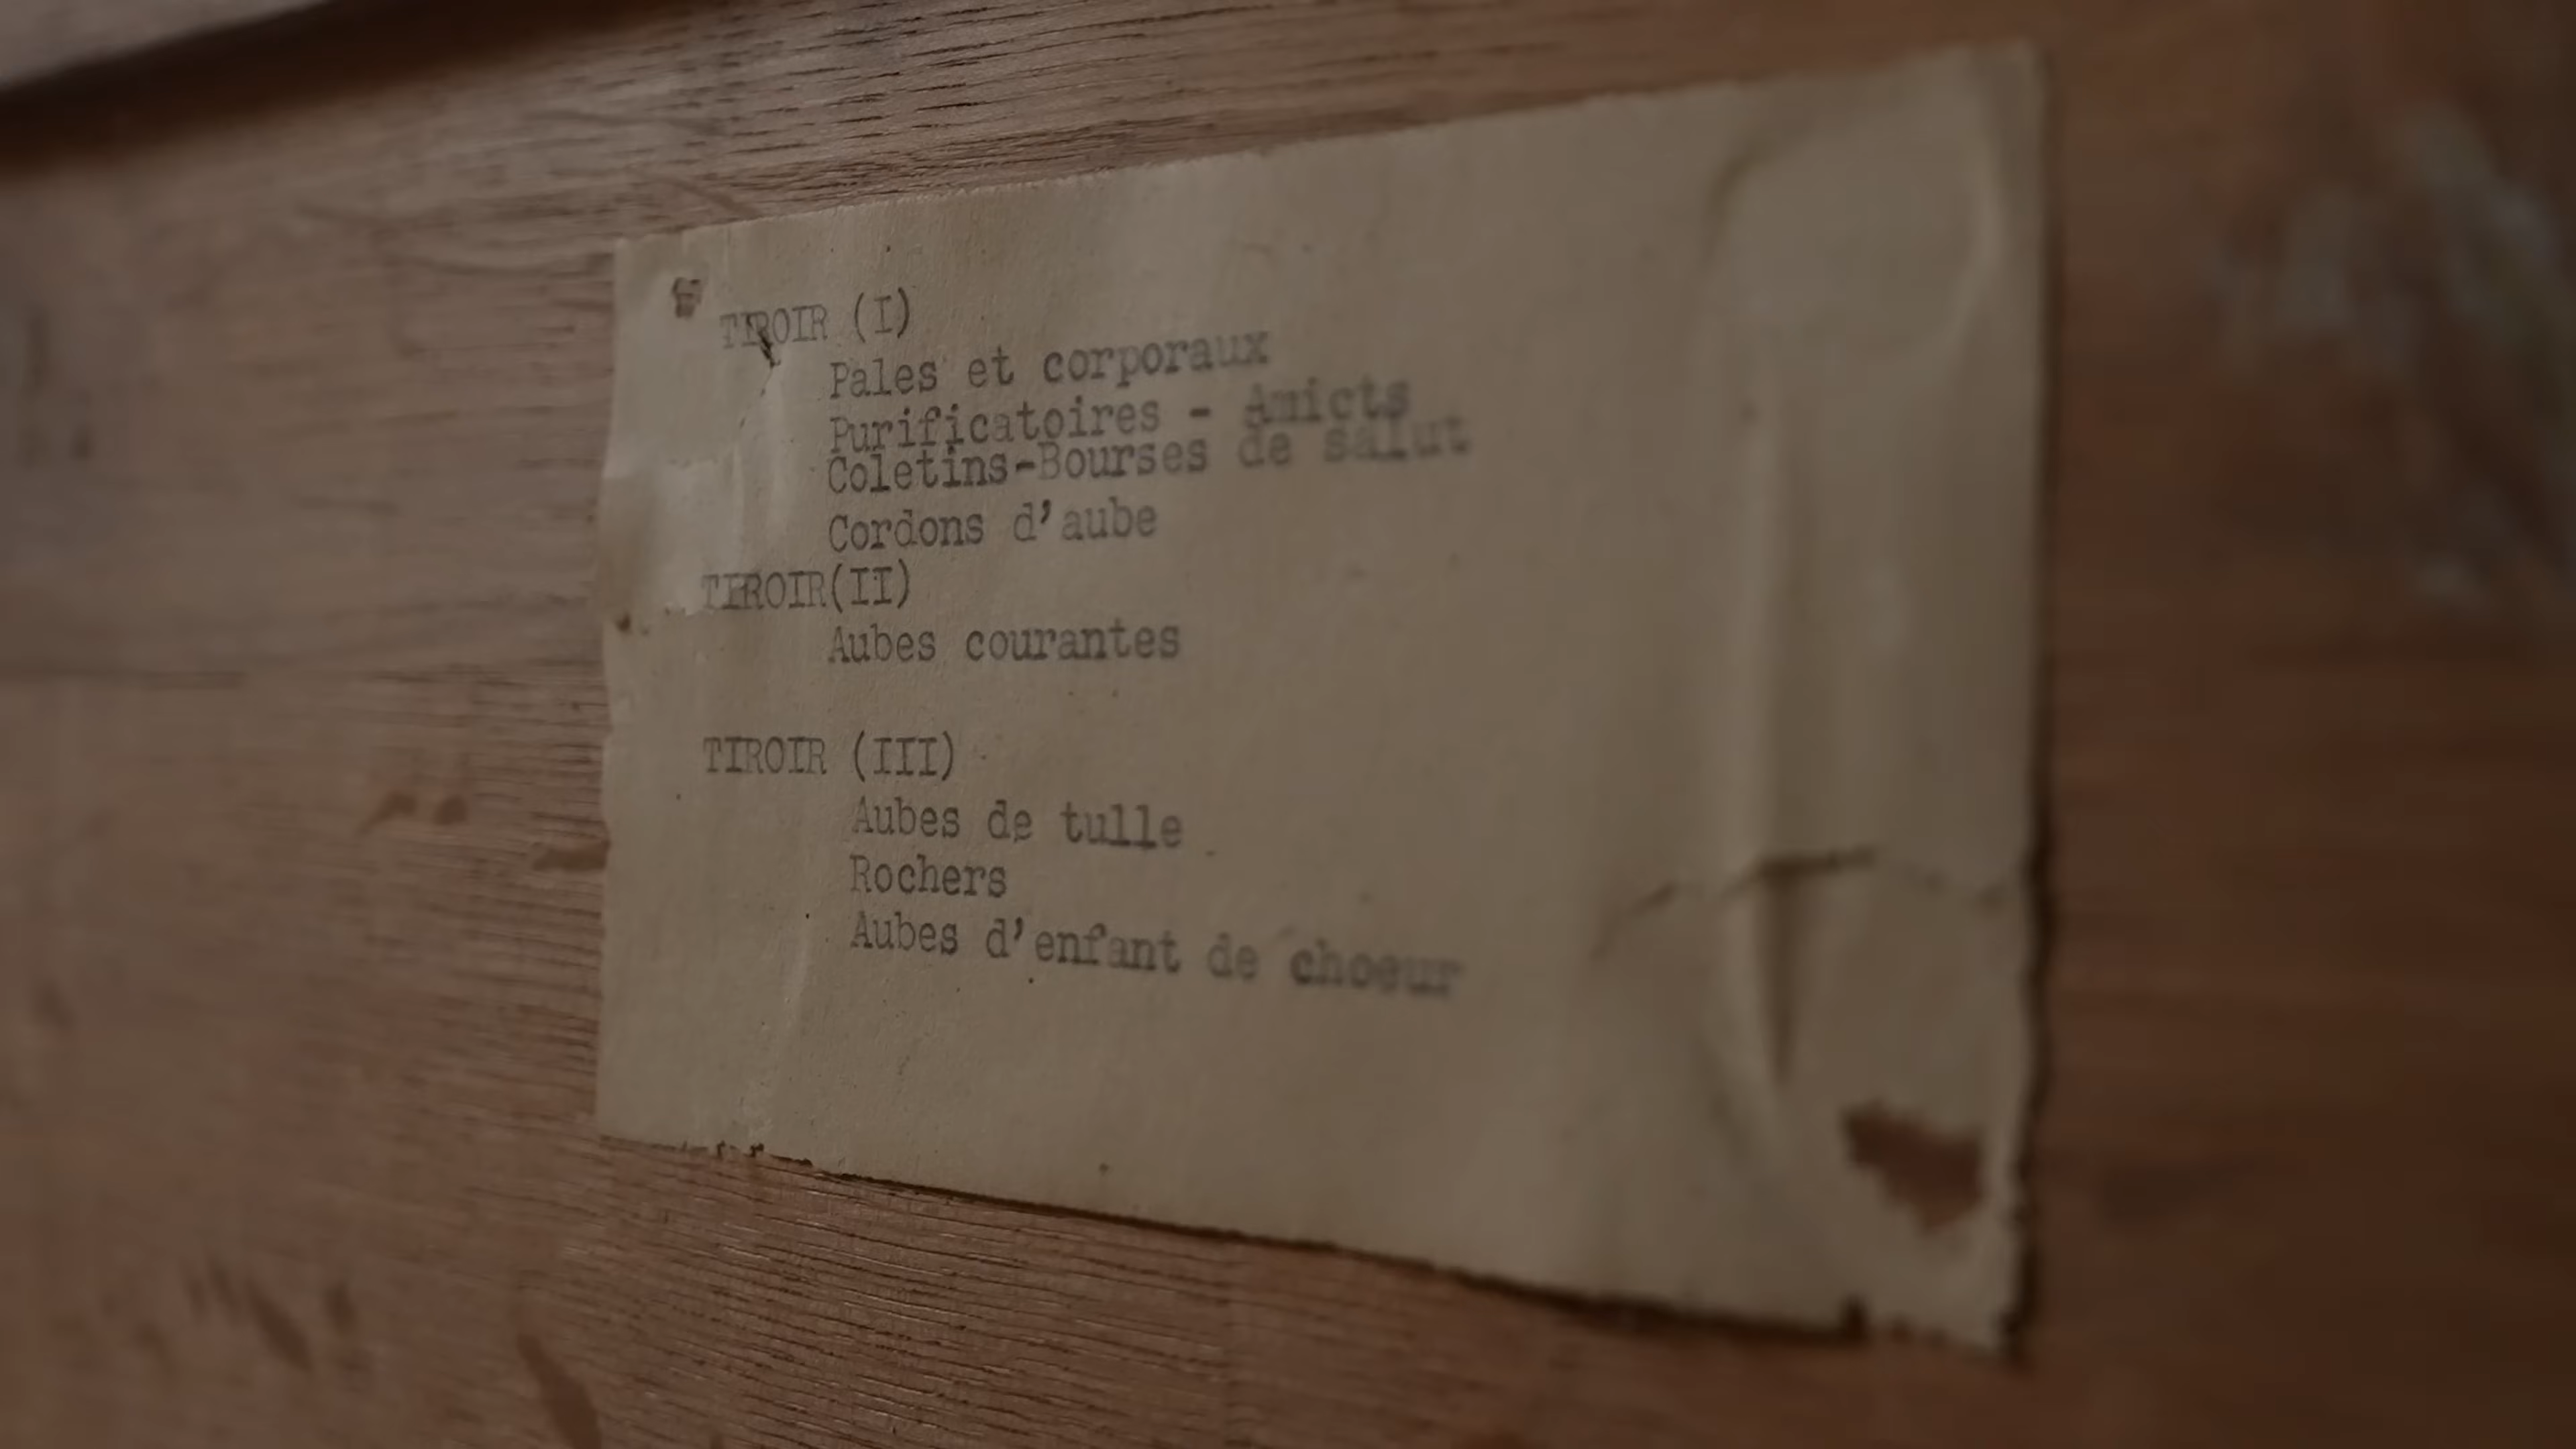 TIROIR (I)
Pales et corporaux
Purificatoires - Amicts
Coletins-Bourses de salut
Cordons d'aube
TIROIR(II)
Aubes courantes
TIROIR (III)
Aubes de tulle
Rochers
Aubes d'enfant de choeur